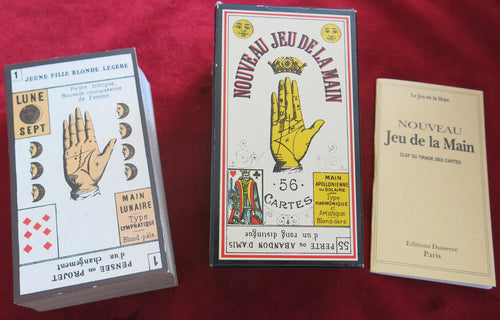 1
JEUNE FILLE BLONDE LEGERE
LUNE
SEPT
Petite Intrigue,
Nouvelle connaissance
de Femme
MAIN
LUNAIRE
Type
LYMPHATIQUE
Blond-pâle
PENSÉE OU PROJET
d'un changement
1
NOUVEAU JEU DE LA MAIN
56
CARTES
MAIN
APOLLONIENNE
OU SOLAIRE
Type
HARMONIQUE
et
Artistique
Blond doré
PERTE OU ABANDON D'AMIS
d'un rang distingué
55
Le Jeu de la Main
NOUVEAU
Jeu de la Main
CLEF DU TIRAGE DES CARTES
Editions Dusserre
Paris